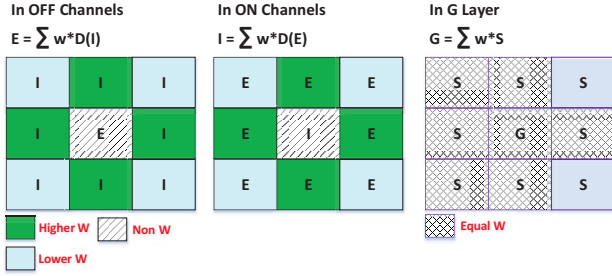 In OFF Channels
E = ∑ w*D(I)
I I I
I E I
I I I
Higher W
Non W
Lower W
In ON Channels
I = ∑ w*D(E)
E E E
E I E
E E E
In G Layer
G = ∑ w*S
S S S
S G S
S S S
Equal W